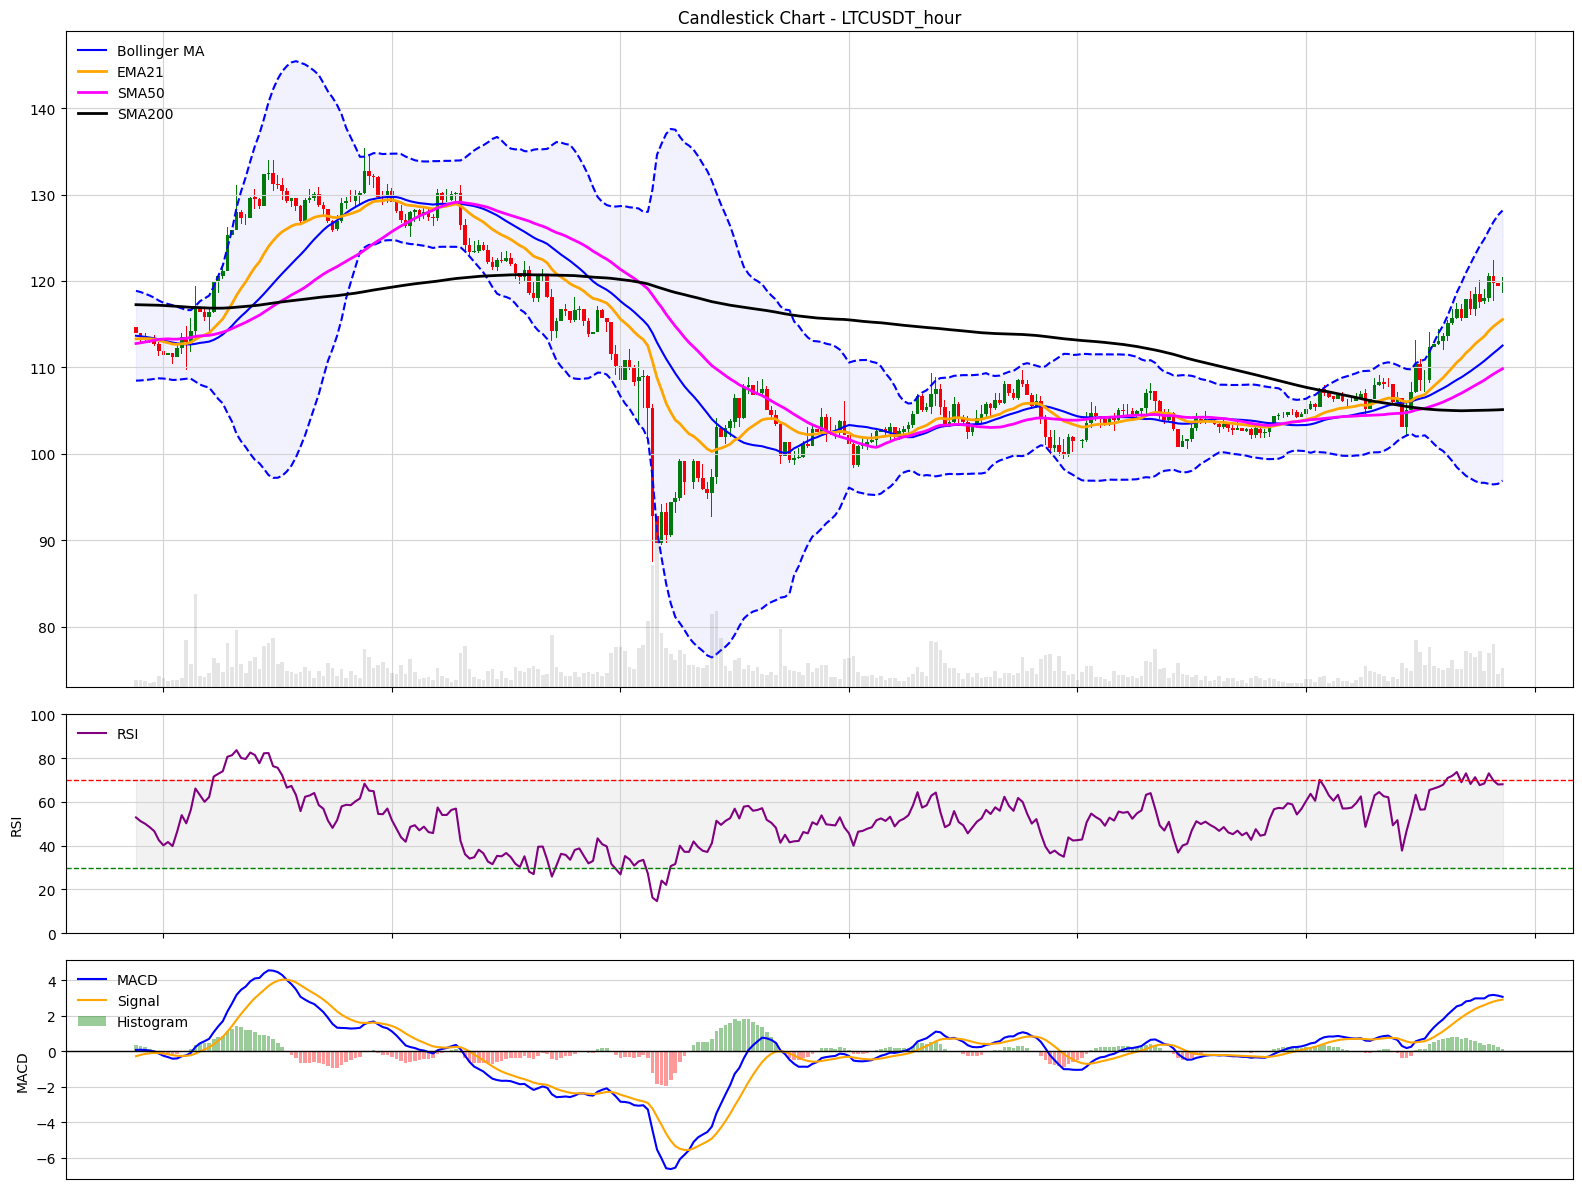 Candlestick Chart - LTCUSDT_hour
Bollinger MA
EMA21
SMA50
SMA200
140
130
120
110
100
90
80
RSI
100
80
60
40
20
0
RSI
MACD
Signal
Histogram
4
2
0
−2
−4
−6
MACD